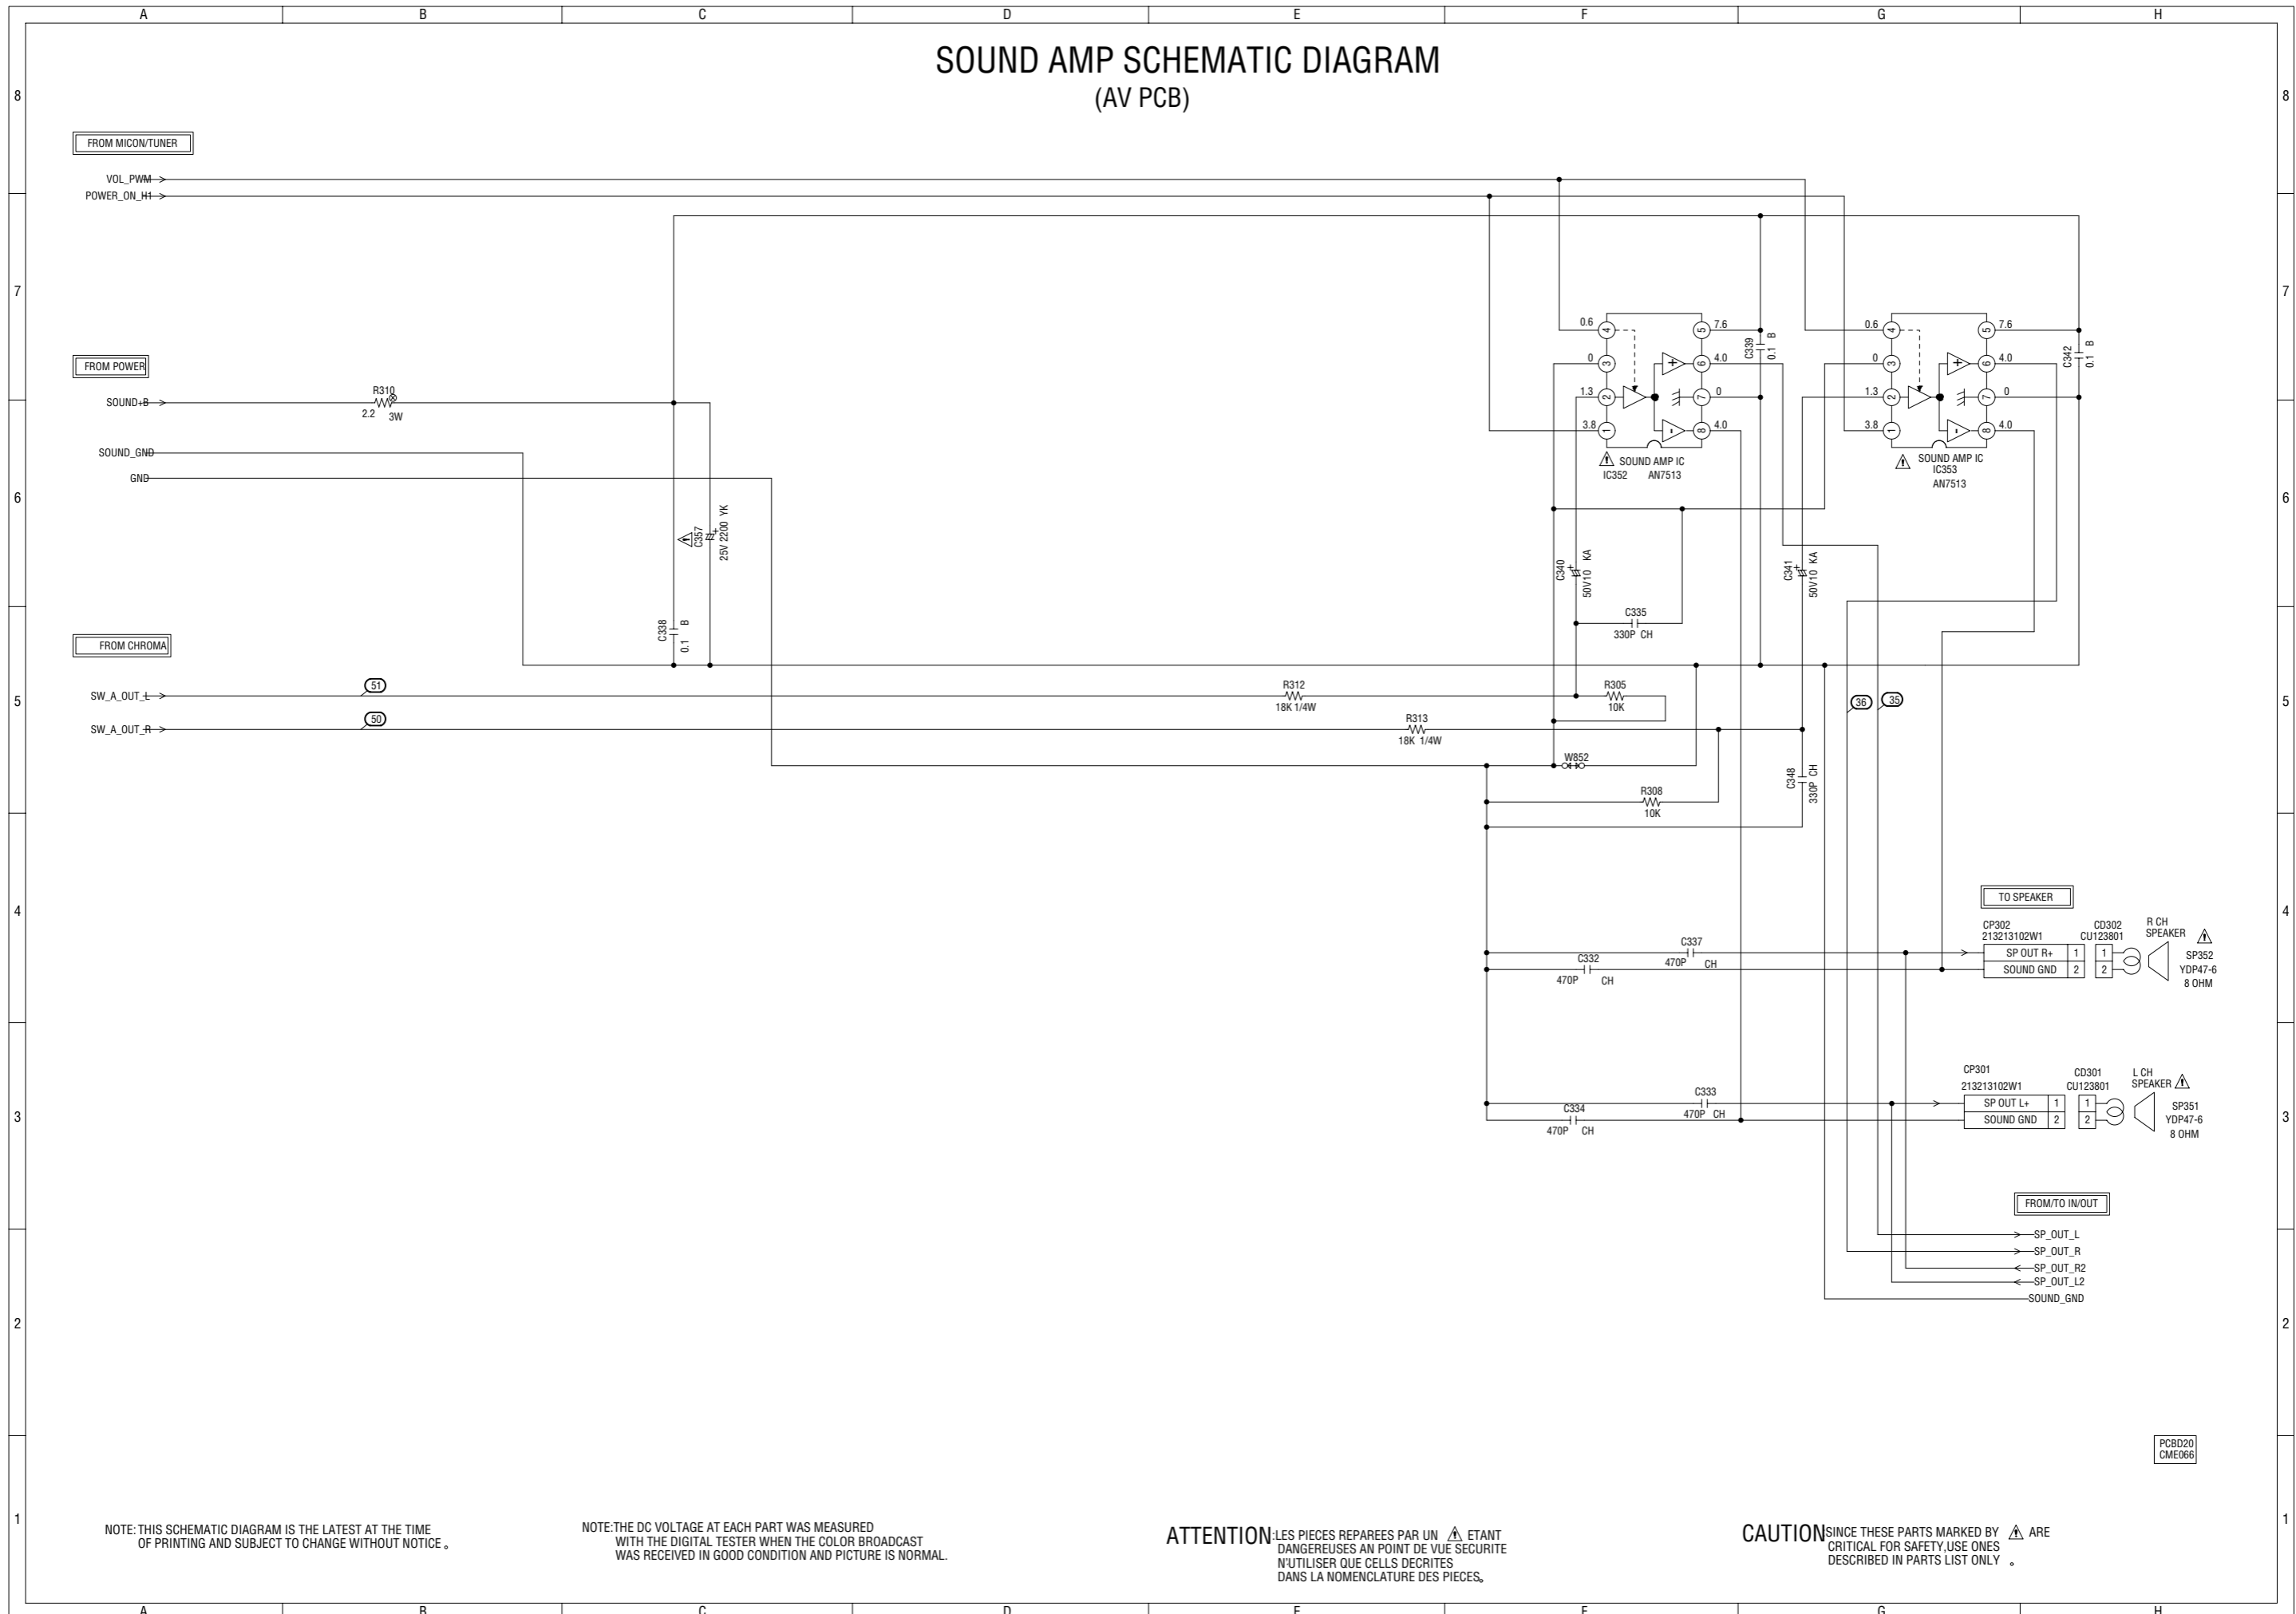 A B C D E F G H
SOUND AMP SCHEMATIC DIAGRAM
(AV PCB)
8 8
FROM MICON/TUNER
VOL_PWM
POWER_ON_H1
7 7
0.6 4 5 7.6
0 3 6 4.0
1.3 2 7 0
3.8 1 8 4.0
+
-
C339
0.1 B
SOUND AMP IC
IC352 AN7513
0.6 4 5 7.6
0 3 6 4.0
1.3 2 7 0
3.8 1 8 4.0
+
-
C342
0.1 B
SOUND AMP IC
IC353
AN7513
FROM POWER
SOUND+B
R310
2.2 3W
SOUND_GND
GND
6 6
C357
+
25V 2200 YK
C340
+
50V10 KA
C341
+
50V10 KA
C338
0.1 B
C335
330P CH
FROM CHROMA
5 5
SW_A_OUT_L
51
R312
18K 1/4W
R305
10K
36 35
SW_A_OUT_R
50
R313
18K 1/4W
W852
C348
330P CH
R308
10K
4 4
TO SPEAKER
CP302
213213102W1
CD302
CU123801
R CH
SPEAKER
SP OUT R+ 1
SOUND GND 2
1
2
SP352
YDP47-6
8 OHM
C337
470P CH
C332
470P CH
3 3
CP301
213213102W1
CD301
CU123801
L CH
SPEAKER
SP OUT L+ 1
SOUND GND 2
1
2
SP351
YDP47-6
8 OHM
C333
470P CH
C334
470P CH
FROM/TO IN/OUT
SP_OUT_L
SP_OUT_R
SP_OUT_R2
SP_OUT_L2
SOUND_GND
2 2
PCBD20
CME066
1 1
NOTE:THIS SCHEMATIC DIAGRAM IS THE LATEST AT THE TIME
OF PRINTING AND SUBJECT TO CHANGE WITHOUT NOTICE 。
NOTE:THE DC VOLTAGE AT EACH PART WAS MEASURED
WITH THE DIGITAL TESTER WHEN THE COLOR BROADCAST
WAS RECEIVED IN GOOD CONDITION AND PICTURE IS NORMAL.
ATTENTION:LES PIECES REPAREES PAR UN ⚠ ETANT
DANGEREUSES AN POINT DE VUE SECURITE
N'UTILISER QUE CELLS DECRITES
DANS LA NOMENCLATURE DES PIECES。
CAUTION SINCE THESE PARTS MARKED BY ⚠ ARE
CRITICAL FOR SAFETY,USE ONES
DESCRIBED IN PARTS LIST ONLY 。
A B C D E F G H